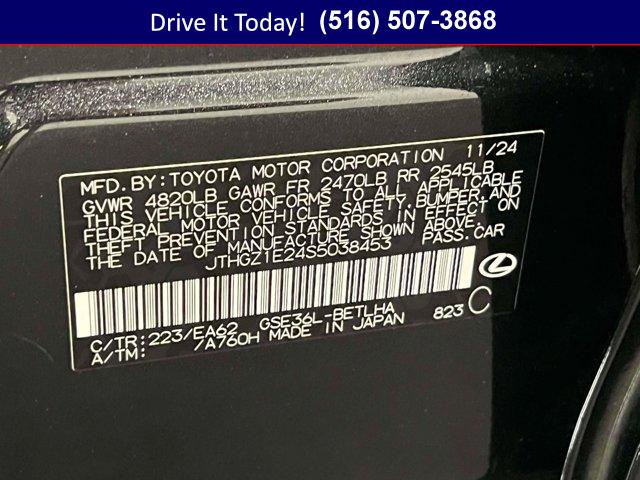 Drive It Today! (516) 507-3868
MFD. BY: TOYOTA MOTOR CORPORATION 11/24
GVWR 4820LB GAWR FR 2470LB RR 2545LB
THIS VEHICLE CONFORMS TO ALL APPLICABLE
FEDERAL MOTOR VEHICLE SAFETY, BUMPER, AND
THEFT PREVENTION STANDARDS IN EFFECT ON
THE DATE OF MANUFACTURE SHOWN ABOVE.
JTHGZ1E24S5038453 PASS. CAR
C/TR: 223/EA62 GSE36L-BETLHA 823 C
A/TM: /A760H MADE IN JAPAN